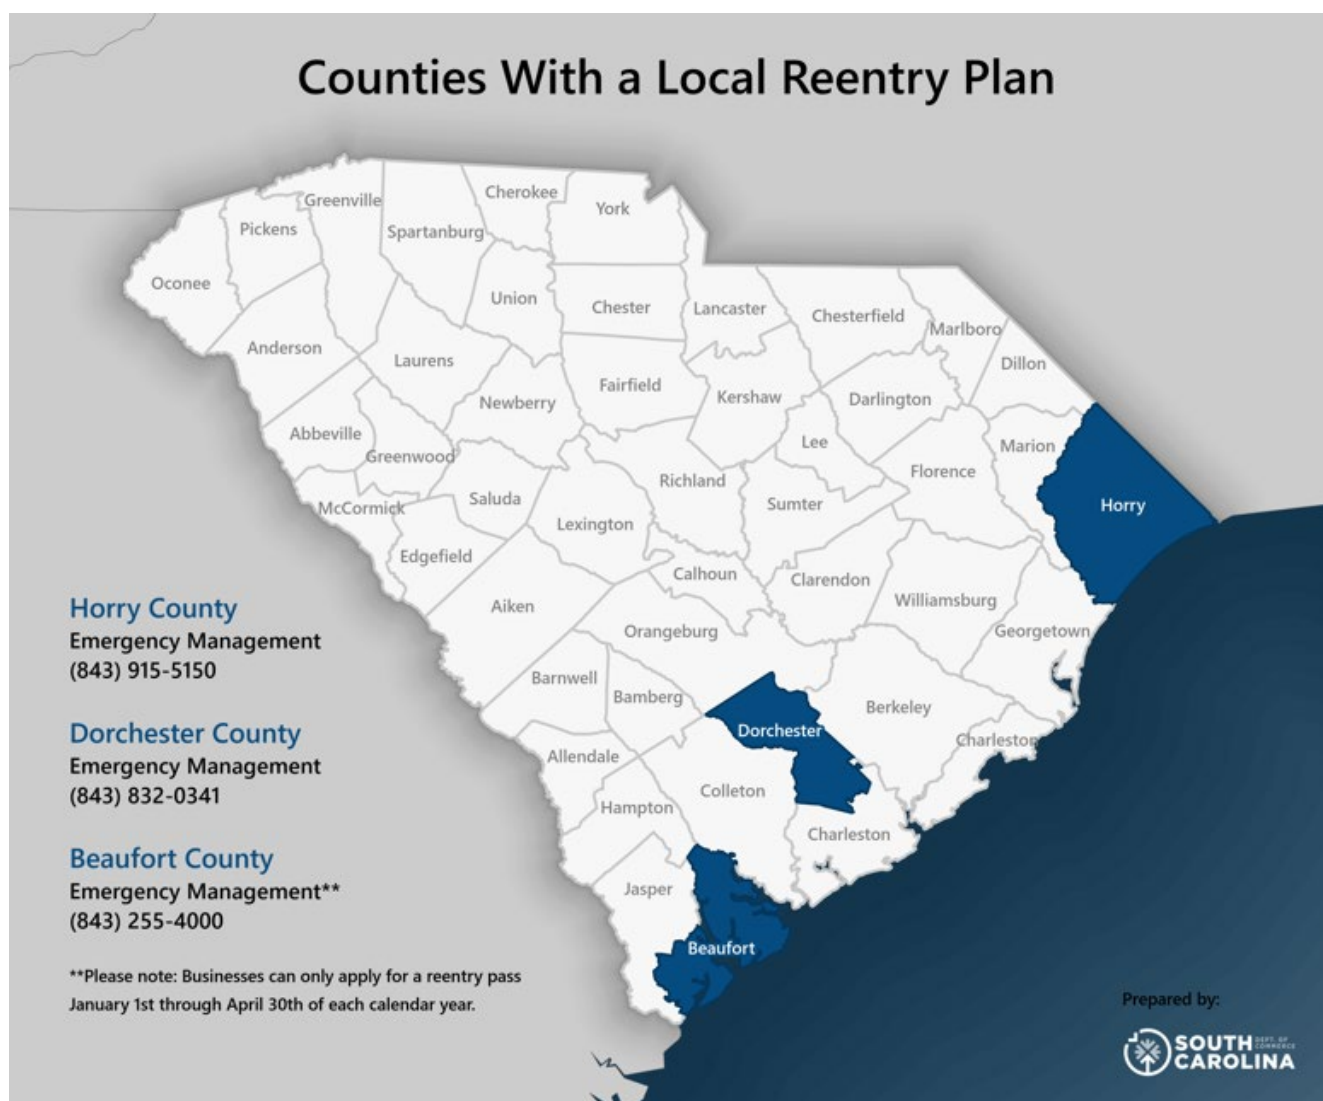 Counties With a Local Reentry Plan
Greenville
Cherokee
York
Pickens
Spartanburg
Oconee
Union
Chester
Lancaster
Chesterfield
Marlboro
Anderson
Laurens
Dillon
Fairfield
Kershaw
Darlington
Newberry
Abbeville
Greenwood
Lee
Marion
Florence
Richland
Saluda
McCormick
Lexington
Sumter
Horry
Edgefield
Calhoun
Clarendon
Aiken
Williamsburg
Orangeburg
Georgetown
Barnwell
Bamberg
Berkeley
Dorchester
Charleston
Allendale
Colleton
Hampton
Charleston
Jasper
Beaufort
Horry County
Emergency Management
(843) 915-5150
Dorchester County
Emergency Management
(843) 832-0341
Beaufort County
Emergency Management**
(843) 255-4000
**Please note: Businesses can only apply for a reentry pass
January 1st through April 30th of each calendar year.
Prepared by:
SOUTH DEPT. OF COMMERCE
CAROLINA